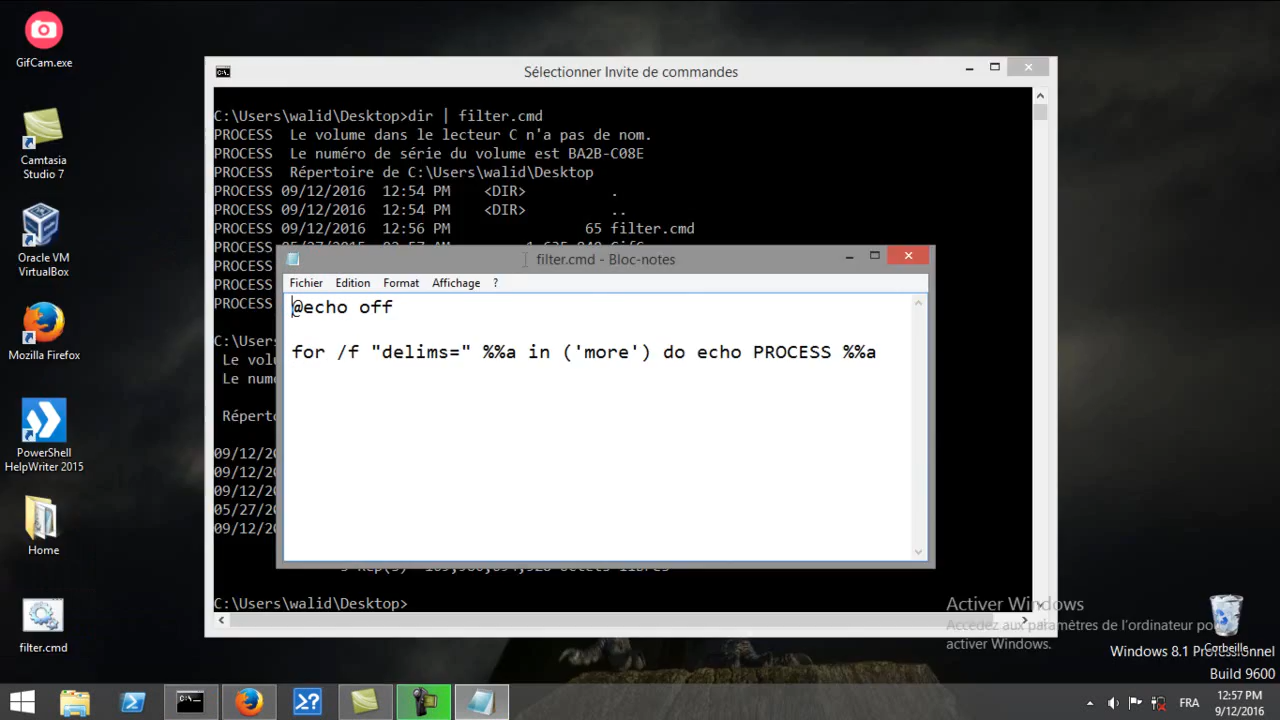 GifCam.exe
Camtasia
Studio 7
Oracle VM
VirtualBox
Mozilla Firefox
PowerShell
HelpWriter 2015
Home
filter.cmd
Sélectionner Invite de commandes
C:\Users\walid\Desktop>dir | filter.cmd
PROCESS  Le volume dans le lecteur C n'a pas de nom.
PROCESS  Le numéro de série du volume est BA2B-C08E
PROCESS  Répertoire de C:\Users\walid\Desktop
PROCESS 09/12/2016  12:54 PM    <DIR>          .
PROCESS 09/12/2016  12:54 PM    <DIR>          ..
PROCESS 09/12/2016  12:56 PM                65 filter.cmd
PROCESS
PROCESS
PROCESS
PROCESS
C:\Users
Le volu
Le numé
Réperto
09/12/20
09/12/20
09/12/20
05/27/20
09/12/20
C:\Users\walid\Desktop>
filter.cmd - Bloc-notes
Fichier Edition Format Affichage ?
@echo off
for /f "delims=" %%a in ('more') do echo PROCESS %%a
Activer Windows
Accédez aux paramètres de l'ordinateur pour
activer Windows.
Corbeille
Windows 8.1 Professionnel
Build 9600
C:\.
FRA
12:57 PM
9/12/2016